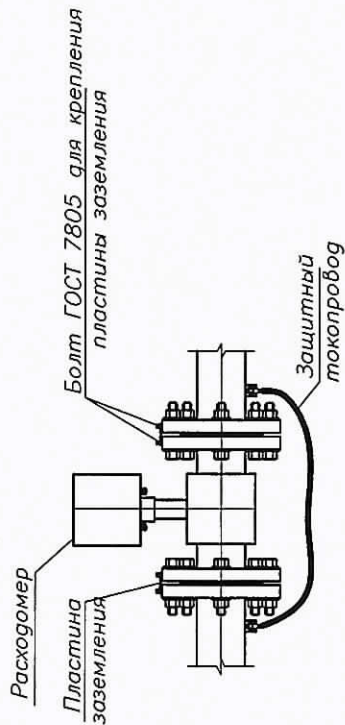 Расходомер
Пластина
заземления
Болт ГОСТ 7805 для крепления
пластины заземления
Защитный
токопровод